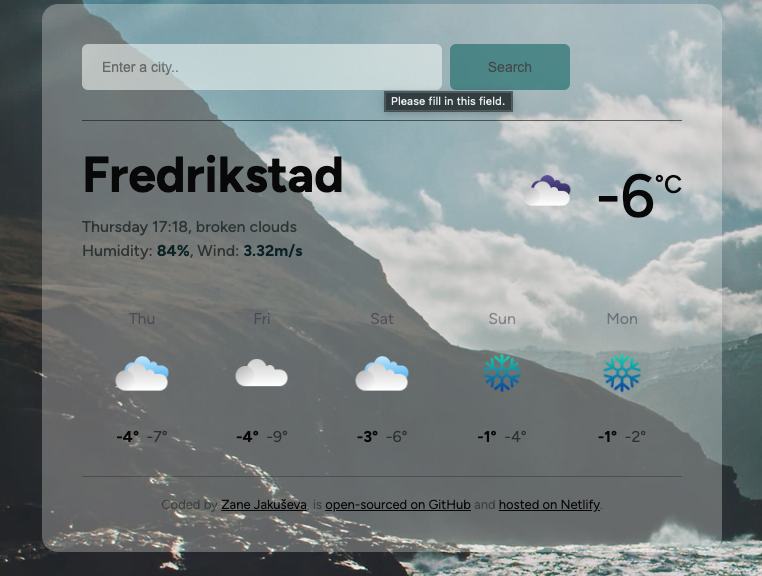 Enter a city..
Search
Please fill in this field.
Fredrikstad
-6°C
Thursday 17:18, broken clouds
Humidity: 84%, Wind: 3.32m/s
Thu Fri Sat Sun Mon
-4° -7° -4° -9° -3° -6° -1° -4° -1° -2°
Coded by Zane Jakuševa, is open-sourced on GitHub and hosted on Netlify.